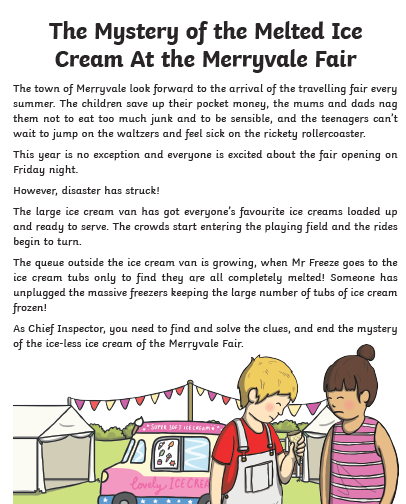 The Mystery of the Melted Ice
Cream At the Merryvale Fair
The town of Merryvale look forward to the arrival of the travelling fair every
summer. The children save up their pocket money, the mums and dads nag
them not to eat too much junk and to be sensible, and the teenagers can't
wait to jump on the waltzers and feel sick on the rickety rollercoaster.
This year is no exception and everyone is excited about the fair opening on
Friday night.
However, disaster has struck!
The large ice cream van has got everyone's favourite ice creams loaded up
and ready to serve. The crowds start entering the playing field and the rides
begin to turn.
The queue outside the ice cream van is growing, when Mr Freeze goes to the
ice cream tubs only to find they are all completely melted! Someone has
unplugged the massive freezers keeping the large number of tubs of ice cream
frozen!
As Chief Inspector, you need to find and solve the clues, and end the mystery
of the ice-less ice cream of the Merryvale Fair.
SUPER SOFT ICE CREAM
Lovely ICECREA